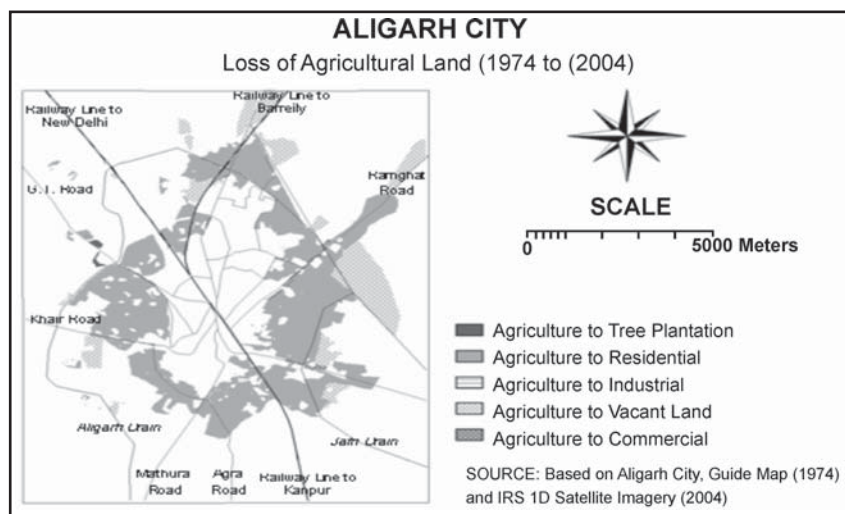 ALIGARH CITY
Loss of Agricultural Land (1974 to (2004)
Railway Line to
New Delhi
Railway Line to
Barreily
G.T. Road
Ramghat
Road
Khair Road
Aligarh Drain
Jafri Drain
Mathura
Road
Agra
Road
Railway Line to
Kanpur
SCALE
0
5000 Meters
Agriculture to Tree Plantation
Agriculture to Residential
Agriculture to Industrial
Agriculture to Vacant Land
Agriculture to Commercial
SOURCE: Based on Aligarh City, Guide Map (1974)
and IRS 1D Satellite Imagery (2004)